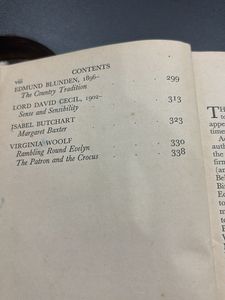 viii CONTENTS
EDMUND BLUNDEN, 1896– 299
The Country Tradition
LORD DAVID CECIL, 1902– 313
Sense and Sensibility
ISABEL BUTCHART 323
Margaret Baxter
VIRGINIA WOOLF
Rambling Round Evelyn 330
The Patron and the Crocus 338